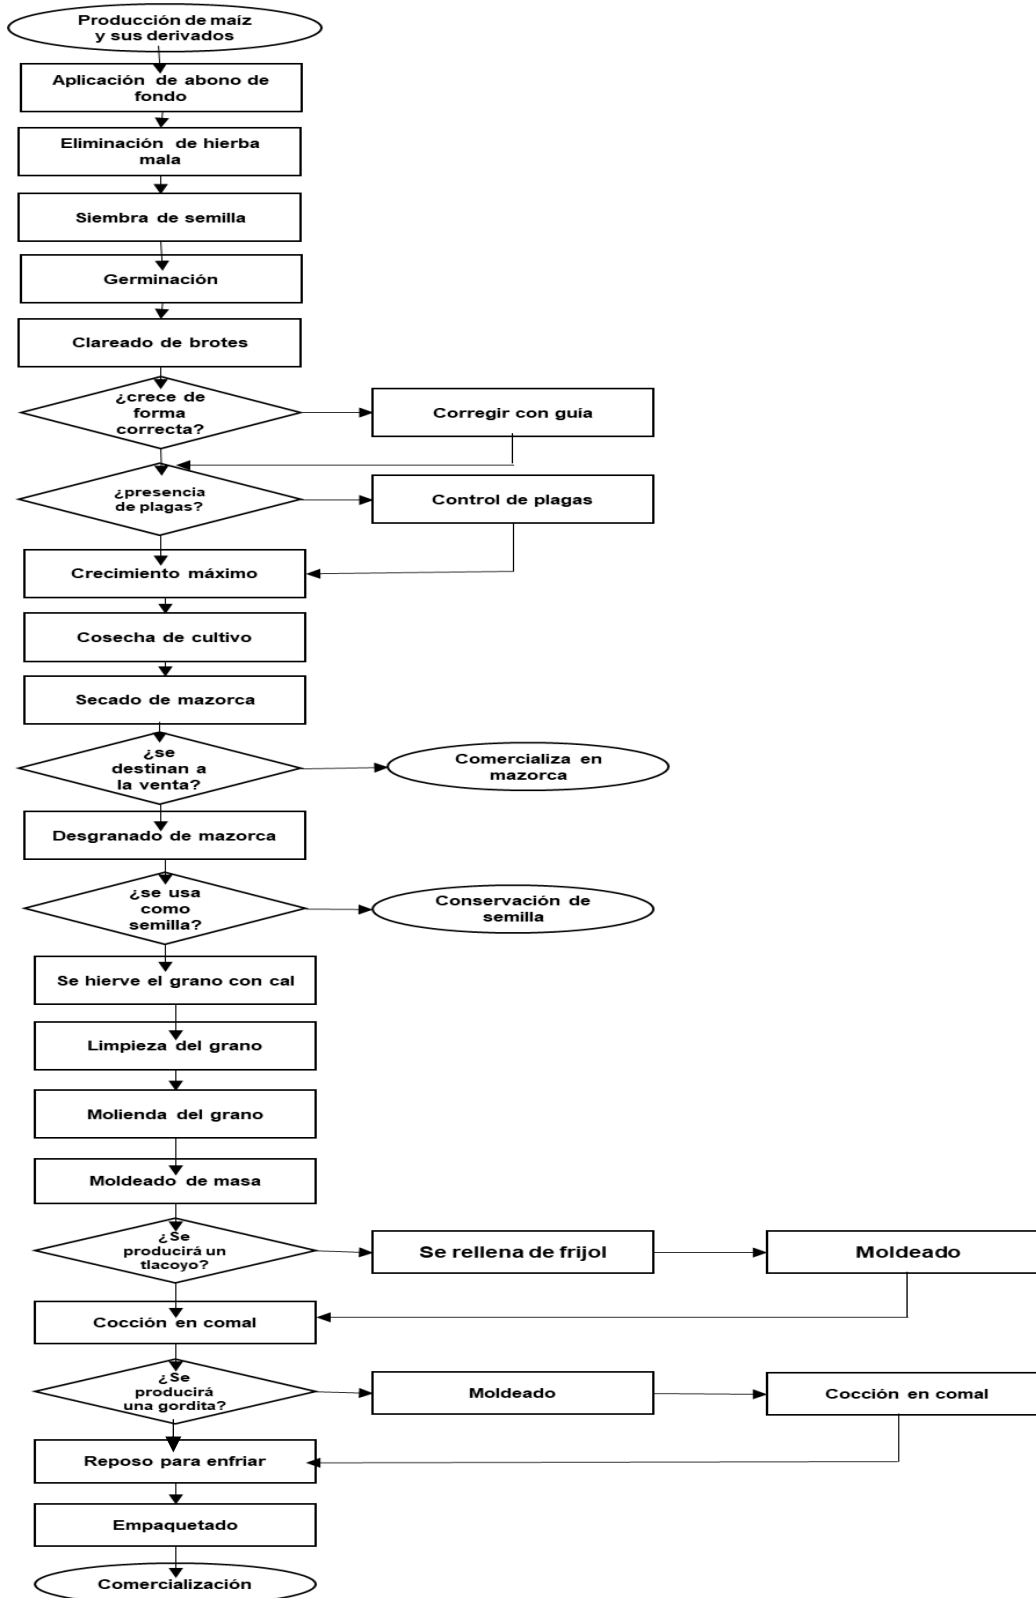 Producción de maíz
y sus derivados
Aplicación de abono de
fondo
Eliminación de hierba
mala
Siembra de semilla
Germinación
Clareado de brotes
¿crece de
forma
correcta?
Corregir con guía
¿presencia
de plagas?
Control de plagas
Crecimiento máximo
Cosecha de cultivo
Secado de mazorca
¿se
destinan a
la venta?
Comercializa en
mazorca
Desgranado de mazorca
¿se usa
como
semilla?
Conservación de
semilla
Se hierve el grano con cal
Limpieza del grano
Molienda del grano
Moldeado de masa
¿Se
producirá un
tlacoyo?
Se rellena de frijol
Moldeado
Cocción en comal
¿Se
producirá
una gordita?
Moldeado
Cocción en comal
Reposo para enfriar
Empaquetado
Comercialización